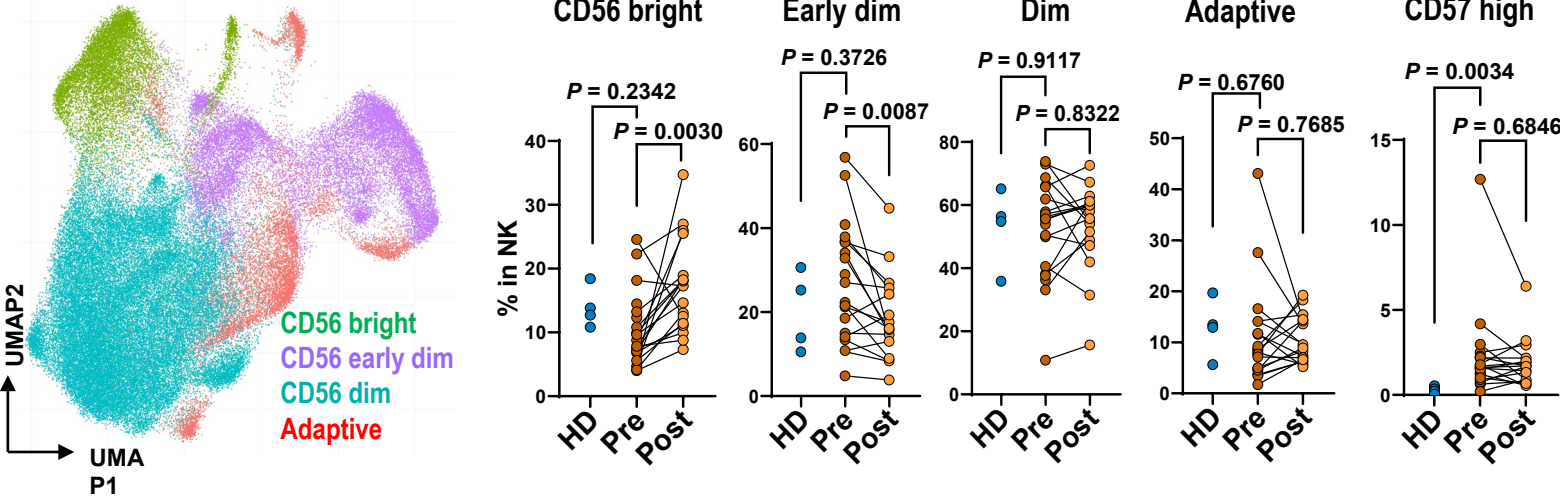 CD56 bright
Early dim
Dim
Adaptive
CD57 high
UMAP2
UMA
P1
CD56 bright
CD56 early dim
CD56 dim
Adaptive
% in NK
P = 0.2342
P = 0.0030
40
30
20
10
0
HD
Pre
Post
P = 0.3726
P = 0.0087
60
40
20
0
HD
Pre
Post
P = 0.9117
P = 0.8322
80
60
40
20
0
HD
Pre
Post
P = 0.6760
P = 0.7685
50
40
30
20
10
0
HD
Pre
Post
P = 0.0034
P = 0.6846
15
10
5
0
HD
Pre
Post